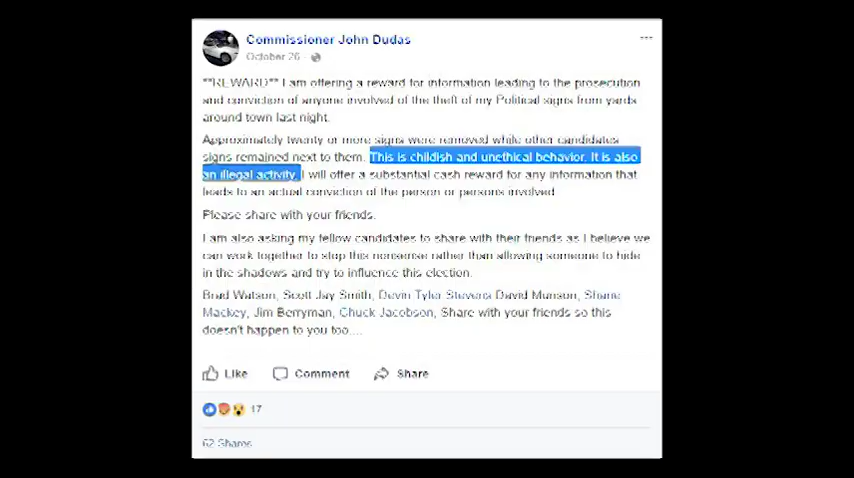 Commissioner John Dudas
October 26
**REWARD** I am offering a reward for information leading to the prosecution
and conviction of anyone involved of the theft of my Political signs from yards
around town last night.
Approximately twenty or more signs were removed while other candidates
signs remained next to them. This is childish and unethical behavior. It is also
an illegal activity. I will offer a substantial cash reward for any information that
leads to an actual conviction of the person or persons involved.
Please share with your friends.
I am also asking my fellow candidates to share with their friends as I believe we
can work together to stop this nonsense rather than allowing someone to hide
in the shadows and try to influence this election.
Brad Watson, Scott Jay Smith, Devin Tyler Stevens David Munson, Shane
Mackey, Jim Berryman, Chuck Jacobson, Share with your friends so this
doesn't happen to you too....
Like Comment Share
17
62 Shares